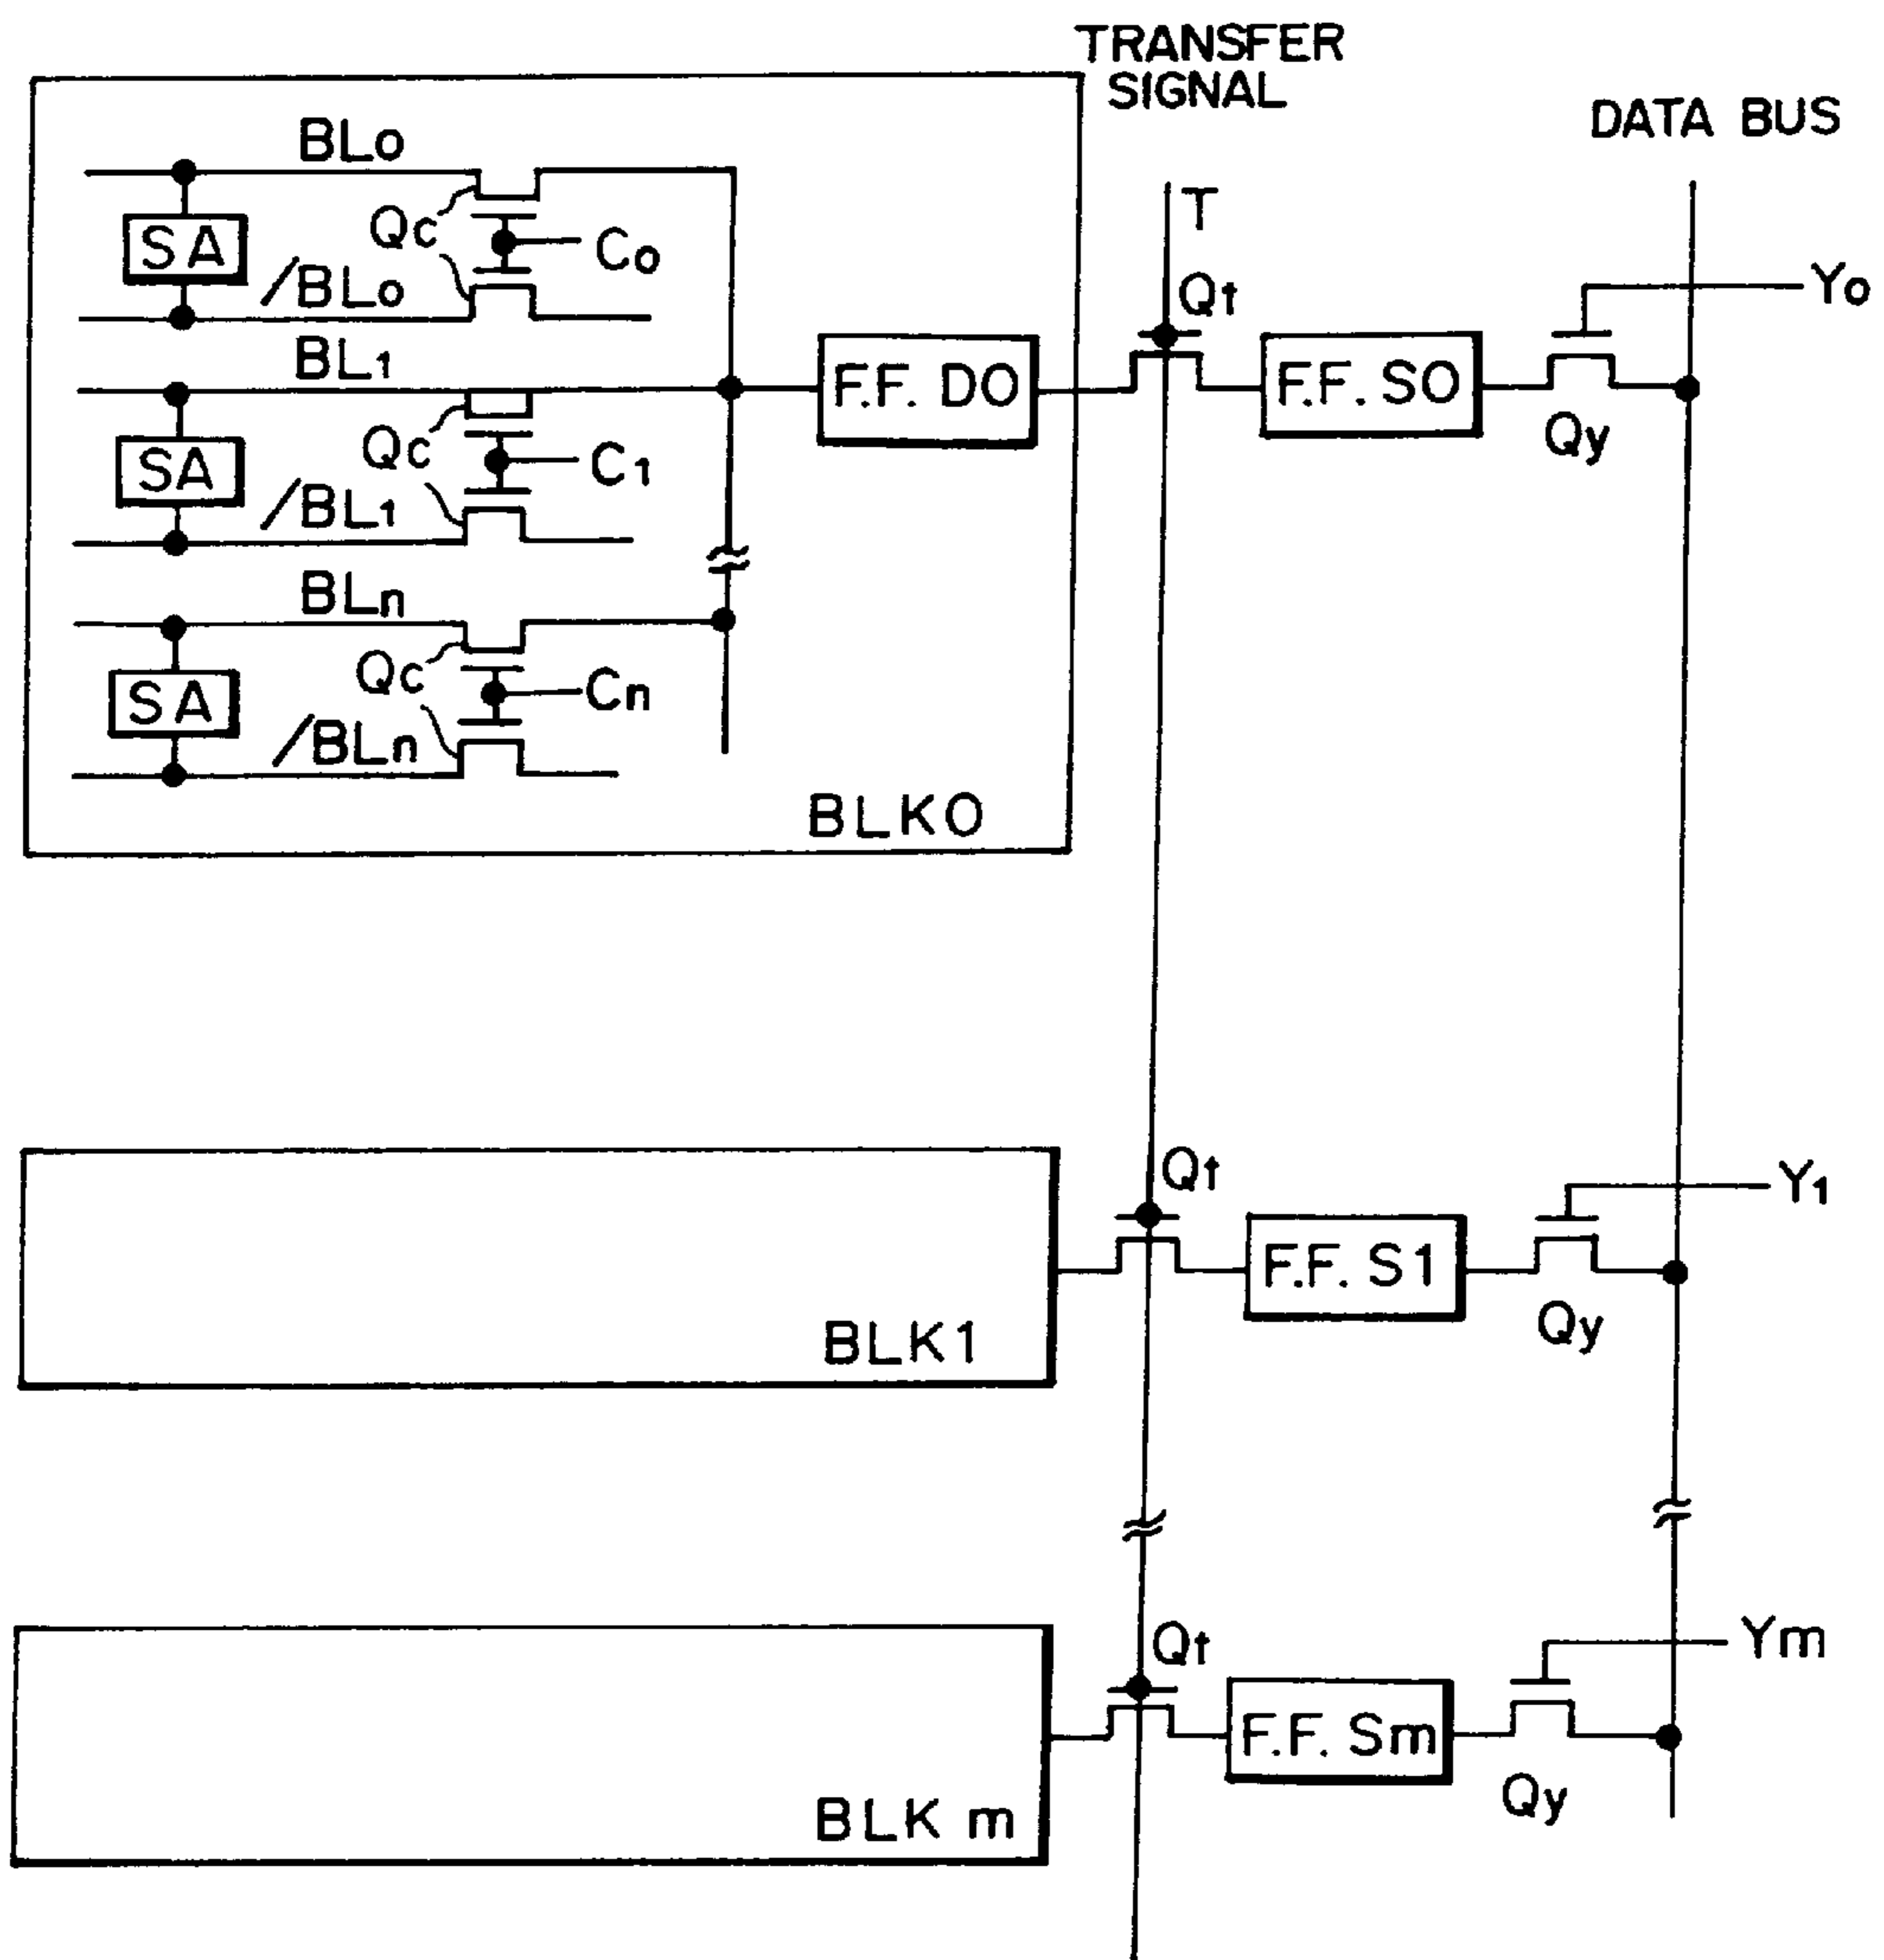 TRANSFER
SIGNAL
DATA BUS
BLo
Qc
SA
Co
/BLo
T
Qt
Yo
BL1
F.F. DO
F.F. SO
Qc
SA
C1
/BL1
Qy
BLn
Qc
SA
Cn
/BLn
BLKO
Qt
Y1
F.F. S1
BLK1
Qy
Qt
Ym
F.F. Sm
BLK m
Qy